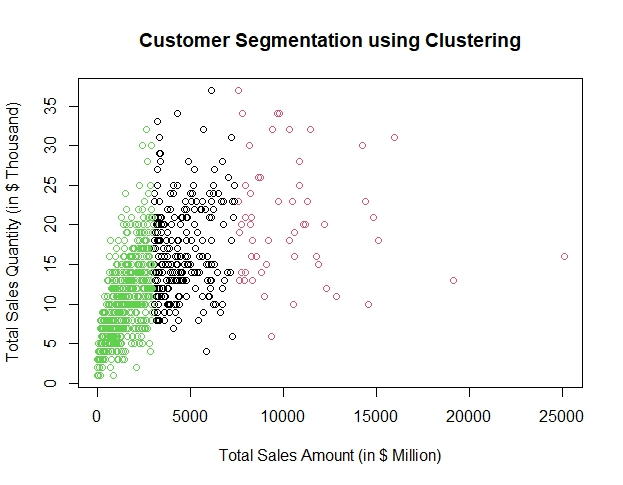 Customer Segmentation using Clustering
Total Sales Quantity (in $ Thousand)
35
30
25
20
15
10
5
0
0 5000 10000 15000 20000 25000
Total Sales Amount (in $ Million)